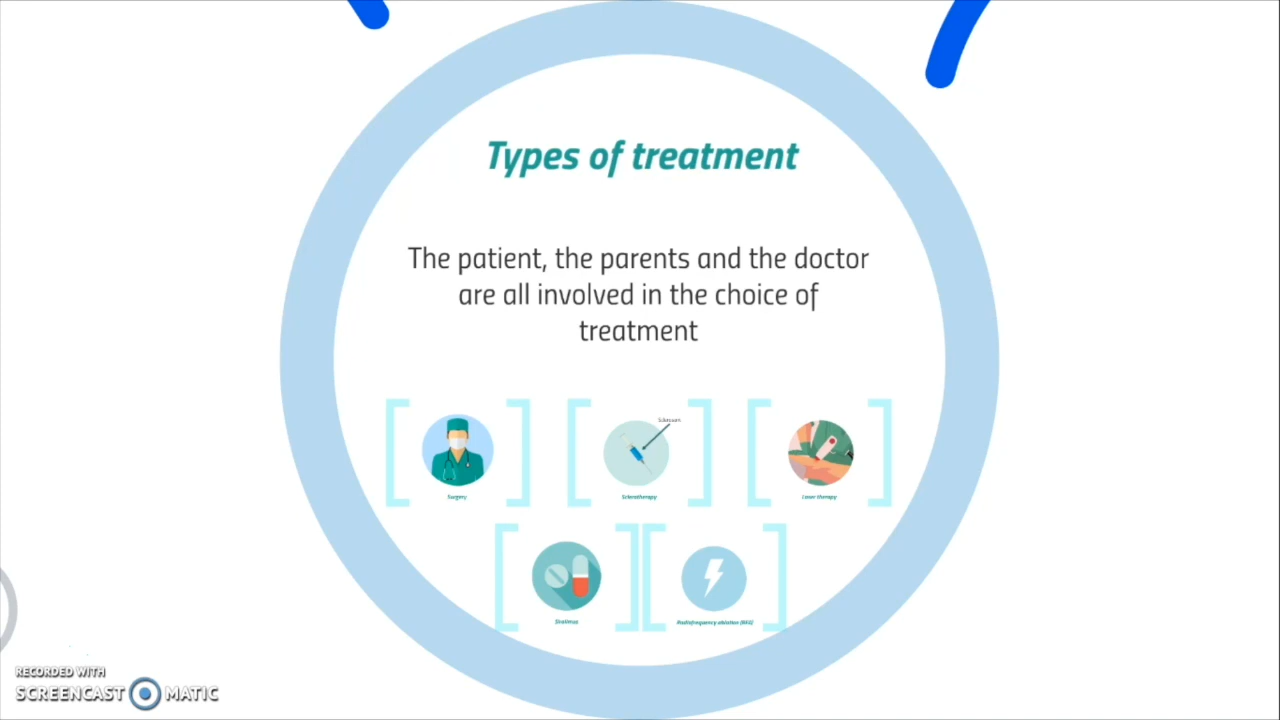 Types of treatment
The patient, the parents and the doctor
are all involved in the choice of
treatment
Surgery
Sclerotherapy
Laser therapy
Sirolimus
Radiofrequency ablation (RFA)
RECORDED WITH
SCREENCAST MATIC